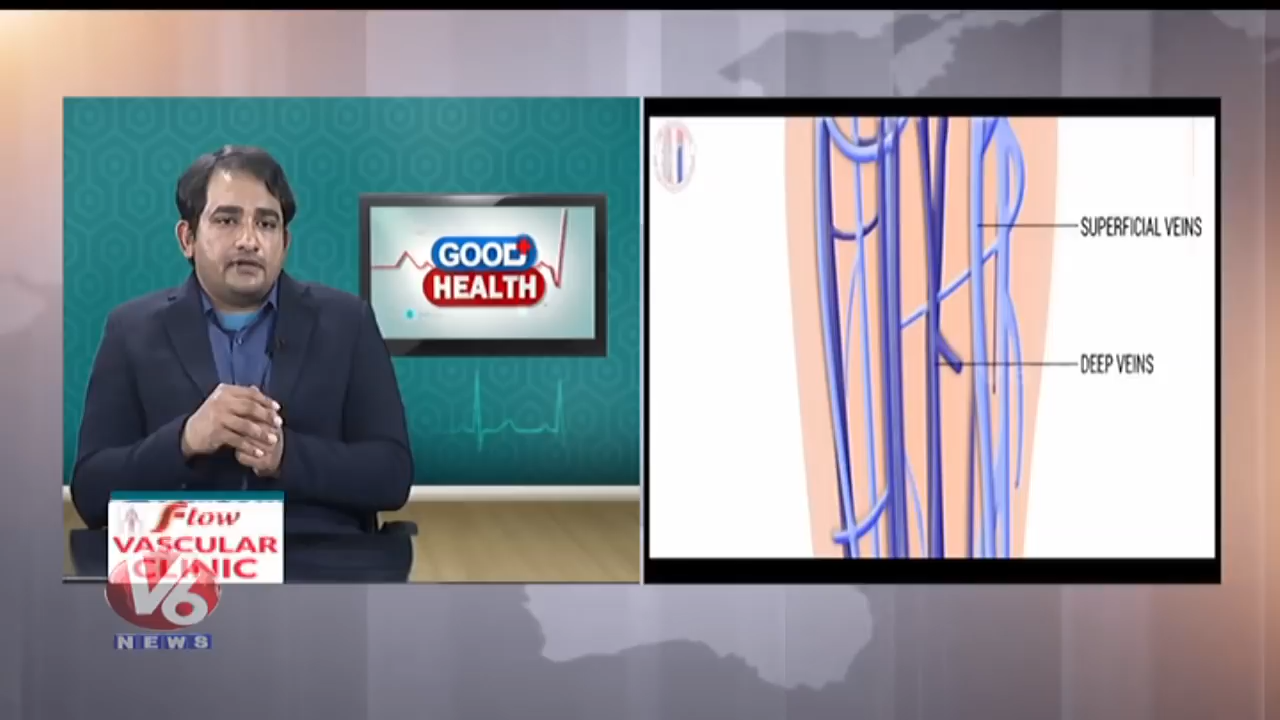 GOOD
HEALTH
SUPERFICIAL VEINS
DEEP VEINS
Flow
VASCULAR
CLINIC
V6
NEWS